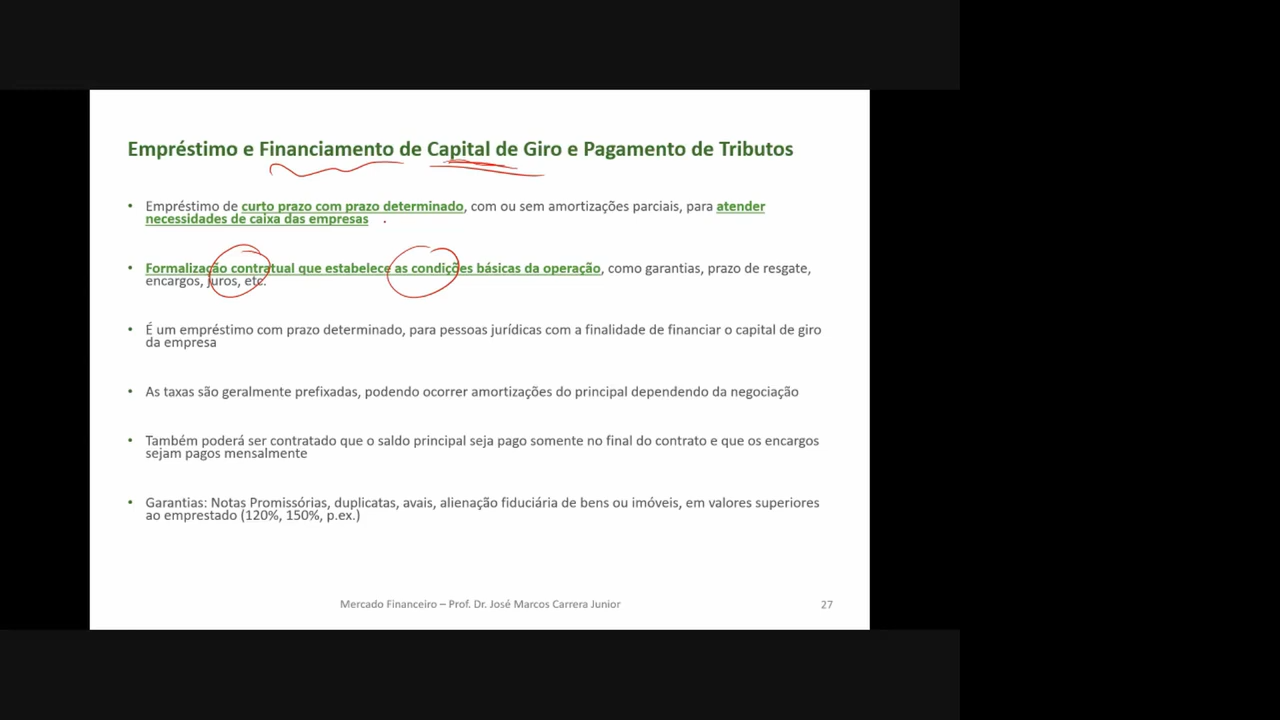 Empréstimo e Financiamento de Capital de Giro e Pagamento de Tributos
• Empréstimo de curto prazo com prazo determinado, com ou sem amortizações parciais, para atender
necessidades de caixa das empresas
• Formalização contratual que estabelece as condições básicas da operação, como garantias, prazo de resgate,
encargos, juros, etc.
• É um empréstimo com prazo determinado, para pessoas jurídicas com a finalidade de financiar o capital de giro
da empresa
• As taxas são geralmente prefixadas, podendo ocorrer amortizações do principal dependendo da negociação
• Também poderá ser contratado que o saldo principal seja pago somente no final do contrato e que os encargos
sejam pagos mensalmente
• Garantias: Notas Promissórias, duplicatas, avais, alienação fiduciária de bens ou imóveis, em valores superiores
ao emprestado (120%, 150%, p.ex.)
Mercado Financeiro – Prof. Dr. José Marcos Carrera Junior
27